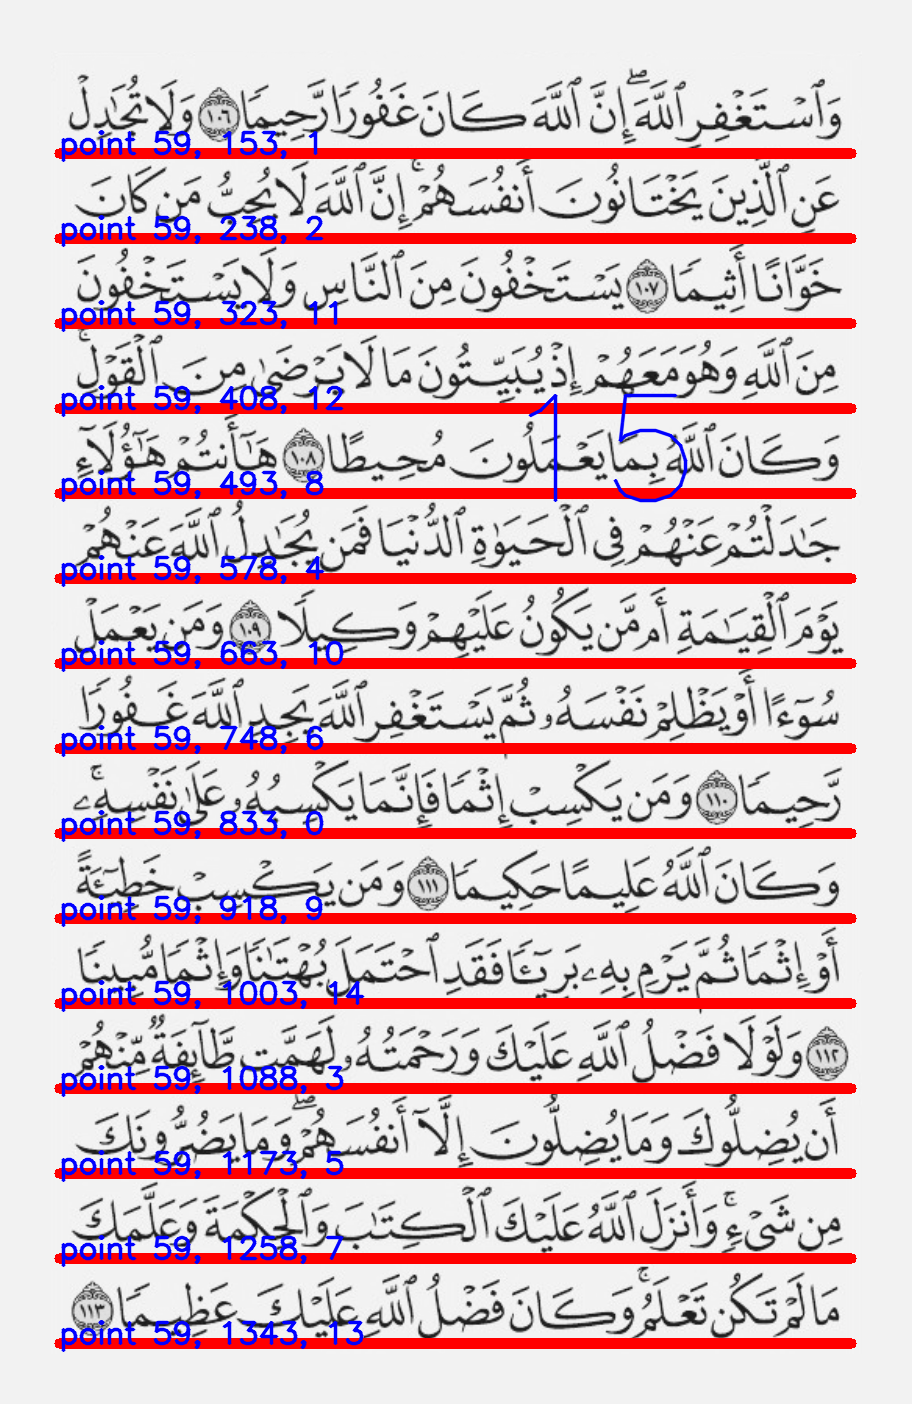 وَٱسۡتَغۡفِرِ ٱللَّهَۖ إِنَّ ٱللَّهَ كَانَ غَفُورٗا رَّحِيمٗا ١٠٦ وَلَا تُجَٰدِلۡ
point 59, 153, 1
عَنِ ٱلَّذِينَ يَخۡتَانُونَ أَنفُسَهُمۡۚ إِنَّ ٱللَّهَ لَا يُحِبُّ مَن كَانَ
point 59, 238, 2
خَوَّانًا أَثِيمٗا ١٠٧ يَسۡتَخۡفُونَ مِنَ ٱلنَّاسِ وَلَا يَسۡتَخۡفُونَ
point 59, 323, 11
مِنَ ٱللَّهِ وَهُوَ مَعَهُمۡ إِذۡ يُبَيِّتُونَ مَا لَا يَرۡضَىٰ مِنَ ٱلۡقَوۡلِۚ
point 59, 408, 12
15
وَكَانَ ٱللَّهُ بِمَا يَعۡمَلُونَ مُحِيطًا ١٠٨ هَٰٓأَنتُمۡ هَٰٓؤُلَآءِ
point 59, 493, 8
جَٰدَلۡتُمۡ عَنۡهُمۡ فِي ٱلۡحَيَوٰةِ ٱلدُّنۡيَا فَمَن يُجَٰدِلُ ٱللَّهَ عَنۡهُمۡ
point 59, 578, 4
يَوۡمَ ٱلۡقِيَٰمَةِ أَم مَّن يَكُونُ عَلَيۡهِمۡ وَكِيلٗا ١٠٩ وَمَن يَعۡمَلۡ
point 59, 663, 10
سُوٓءًا أَوۡ يَظۡلِمۡ نَفۡسَهُۥ ثُمَّ يَسۡتَغۡفِرِ ٱللَّهَ يَجِدِ ٱللَّهَ غَفُورٗا
point 59, 748, 6
رَّحِيمٗا ١١٠ وَمَن يَكۡسِبۡ إِثۡمٗا فَإِنَّمَا يَكۡسِبُهُۥ عَلَىٰ نَفۡسِهِۦۚ
point 59, 833, 0
وَكَانَ ٱللَّهُ عَلِيمًا حَكِيمٗا ١١١ وَمَن يَكۡسِبۡ خَطِيٓـَٔةً
point 59, 918, 9
أَوۡ إِثۡمٗا ثُمَّ يَرۡمِ بِهِۦ بَرِيٓـٔٗا فَقَدِ ٱحۡتَمَلَ بُهۡتَٰنٗا وَإِثۡمٗا مُّبِينٗا
point 59, 1003, 14
١١٢ وَلَوۡلَا فَضۡلُ ٱللَّهِ عَلَيۡكَ وَرَحۡمَتُهُۥ لَهَمَّت طَّآئِفَةٞ مِّنۡهُمۡ
point 59, 1088, 3
أَن يُضِلُّوكَ وَمَا يُضِلُّونَ إِلَّآ أَنفُسَهُمۡۖ وَمَا يَضُرُّونَكَ
point 59, 1173, 5
مِن شَيۡءٖۚ وَأَنزَلَ ٱللَّهُ عَلَيۡكَ ٱلۡكِتَٰبَ وَٱلۡحِكۡمَةَ وَعَلَّمَكَ
point 59, 1258, 7
مَا لَمۡ تَكُن تَعۡلَمُۚ وَكَانَ فَضۡلُ ٱللَّهِ عَلَيۡكَ عَظِيمٗا ١١٣
point 59, 1343, 13